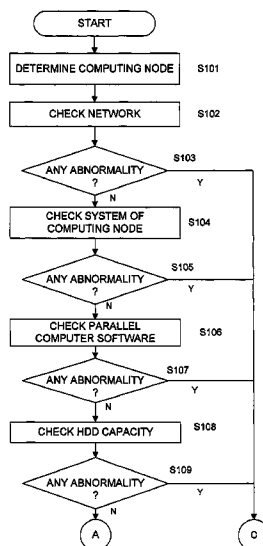 START
DETERMINE COMPUTING NODE S101
CHECK NETWORK S102
S103
ANY ABNORMALITY
?
Y
N
CHECK SYSTEM OF
COMPUTING NODE
S104
S105
ANY ABNORMALITY
?
Y
N
CHECK PARALLEL
COMPUTER SOFTWARE
S106
S107
ANY ABNORMALITY
?
Y
N
CHECK HDD CAPACITY S108
S109
ANY ABNORMALITY
?
Y
N
A
C